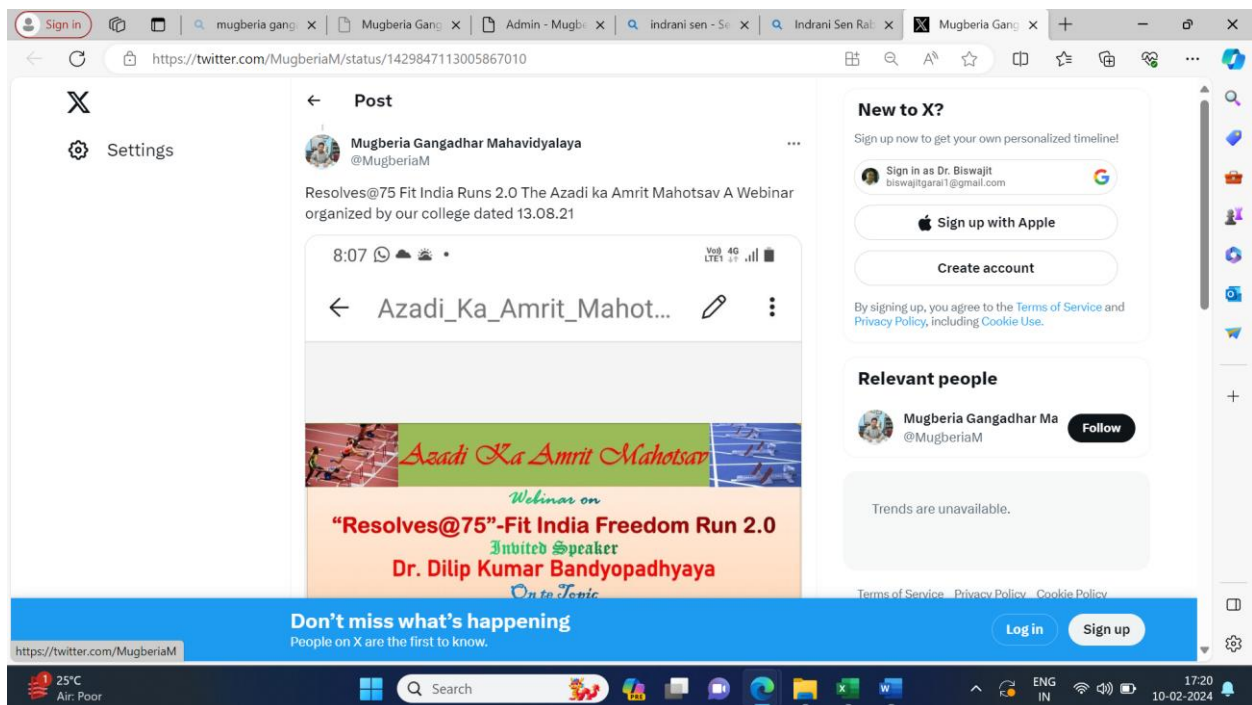 Sign in
mugberia gang
Mugberia Gang
Admin - Mugbe
indrani sen - Se
Indrani Sen Rab
Mugberia Gang
https://twitter.com/MugberiaM/status/1429847113005867010
Settings
Post
Mugberia Gangadhar Mahavidyalaya
@MugberiaM
Resolves@75 Fit India Runs 2.0 The Azadi ka Amrit Mahotsav A Webinar
organized by our college dated 13.08.21
8:07
Vo)) 4G
LTE1
Azadi_Ka_Amrit_Mahot...
Azadi Ka Amrit Mahotsav
Webinar on
“Resolves@75”-Fit India Freedom Run 2.0
Invited Speaker
Dr. Dilip Kumar Bandyopadhyaya
On te Topic
New to X?
Sign up now to get your own personalized timeline!
Sign in as Dr. Biswajit
biswajitgarai1@gmail.com
Sign up with Apple
Create account
By signing up, you agree to the Terms of Service and
Privacy Policy, including Cookie Use.
Relevant people
Mugberia Gangadhar Ma
@MugberiaM
Follow
Trends are unavailable.
Terms of Service Privacy Policy Cookie Policy
Don’t miss what’s happening
People on X are the first to know.
Log in
Sign up
https://twitter.com/MugberiaM
1
25°C
Air: Poor
Search
PRE
ENG
IN
17:20
10-02-2024